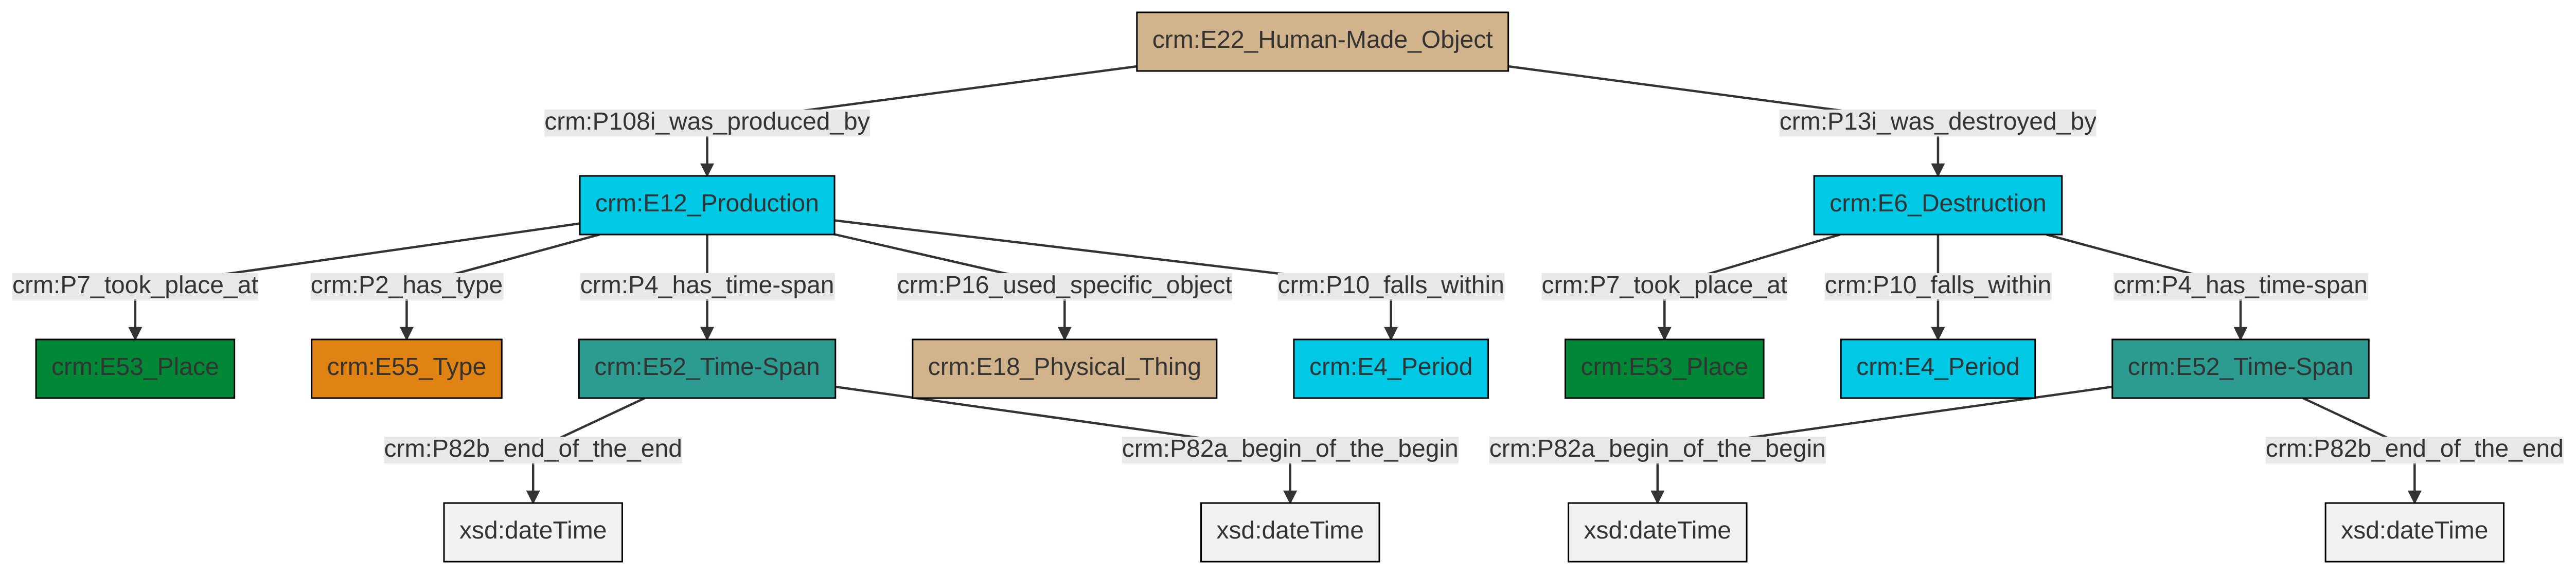 crm:E22_Human-Made_Object
crm:P108i_was_produced_by
crm:P13i_was_destroyed_by
crm:E12_Production
crm:E6_Destruction
crm:P7_took_place_at
crm:P2_has_type
crm:P4_has_time-span
crm:P16_used_specific_object
crm:P10_falls_within
crm:P7_took_place_at
crm:P10_falls_within
crm:P4_has_time-span
crm:E53_Place
crm:E55_Type
crm:E52_Time-Span
crm:E18_Physical_Thing
crm:E4_Period
crm:E53_Place
crm:E4_Period
crm:E52_Time-Span
crm:P82b_end_of_the_end
crm:P82a_begin_of_the_begin
crm:P82a_begin_of_the_begin
crm:P82b_end_of_the_end
xsd:dateTime
xsd:dateTime
xsd:dateTime
xsd:dateTime